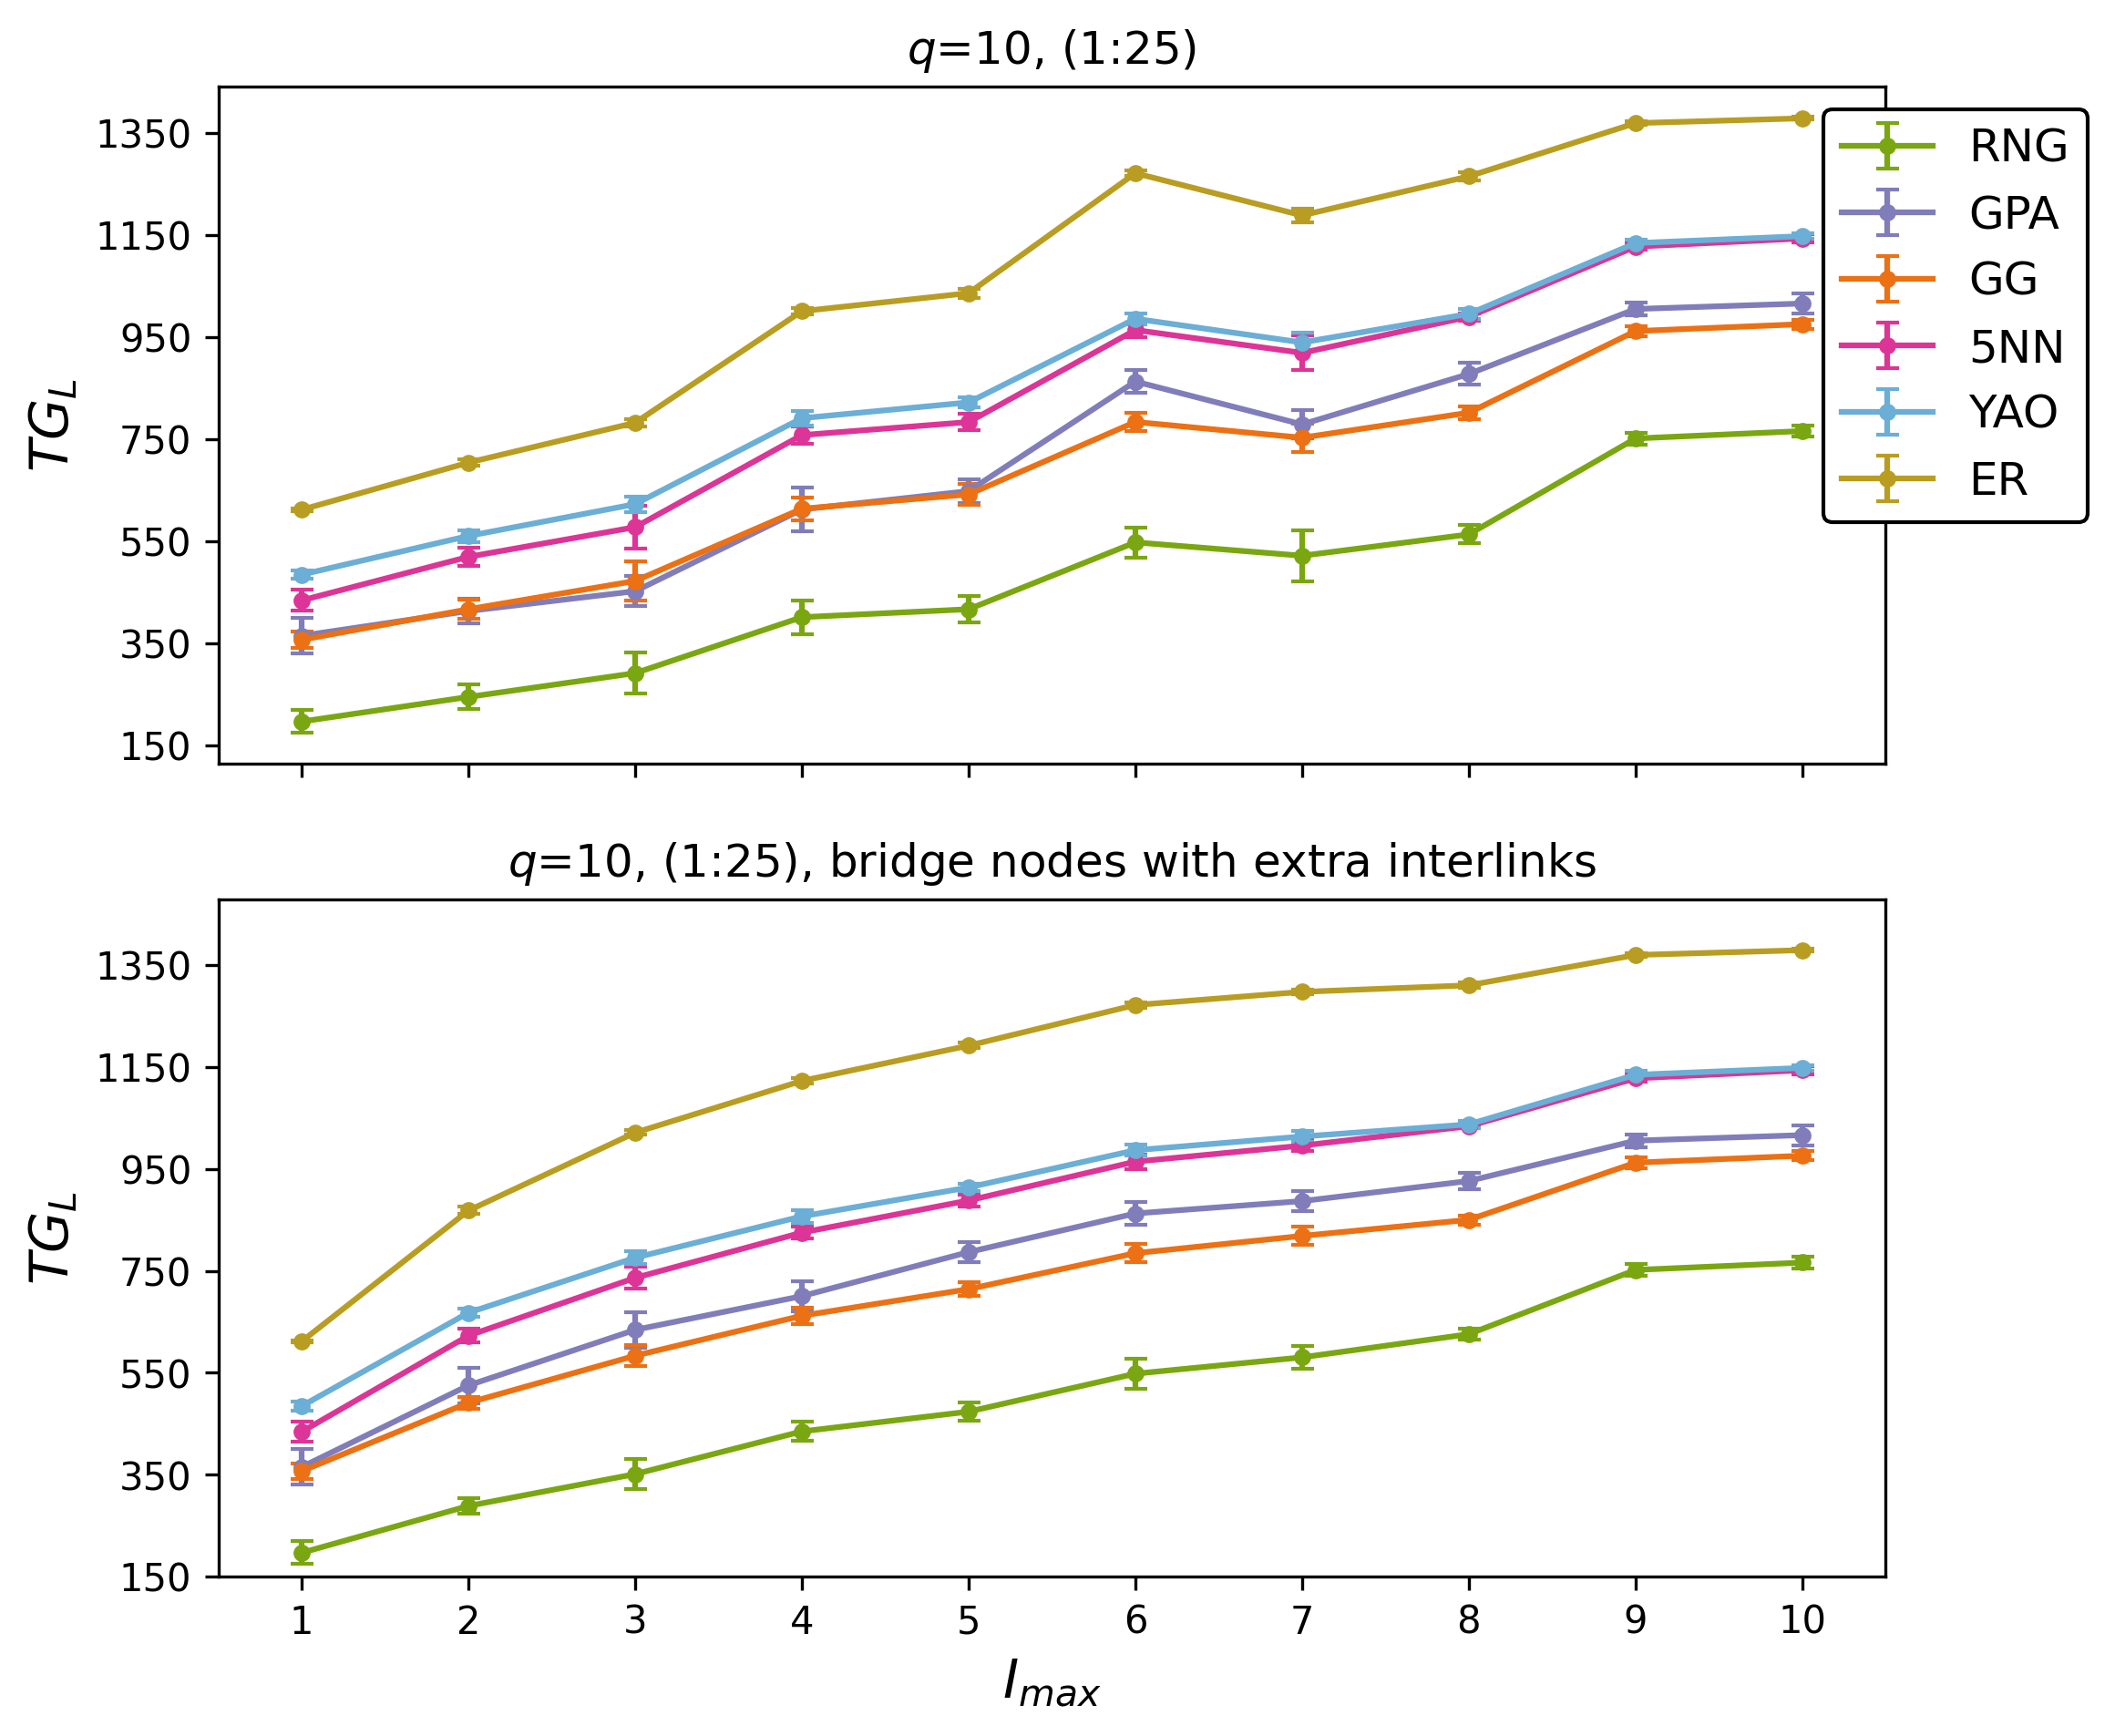 q=10, (1:25)
1350
1150
950
750
550
350
150
TG_L
RNG
GPA
GG
5NN
YAO
ER
q=10, (1:25), bridge nodes with extra interlinks
1350
1150
950
750
550
350
150
TG_L
1 2 3 4 5 6 7 8 9 10
I_max